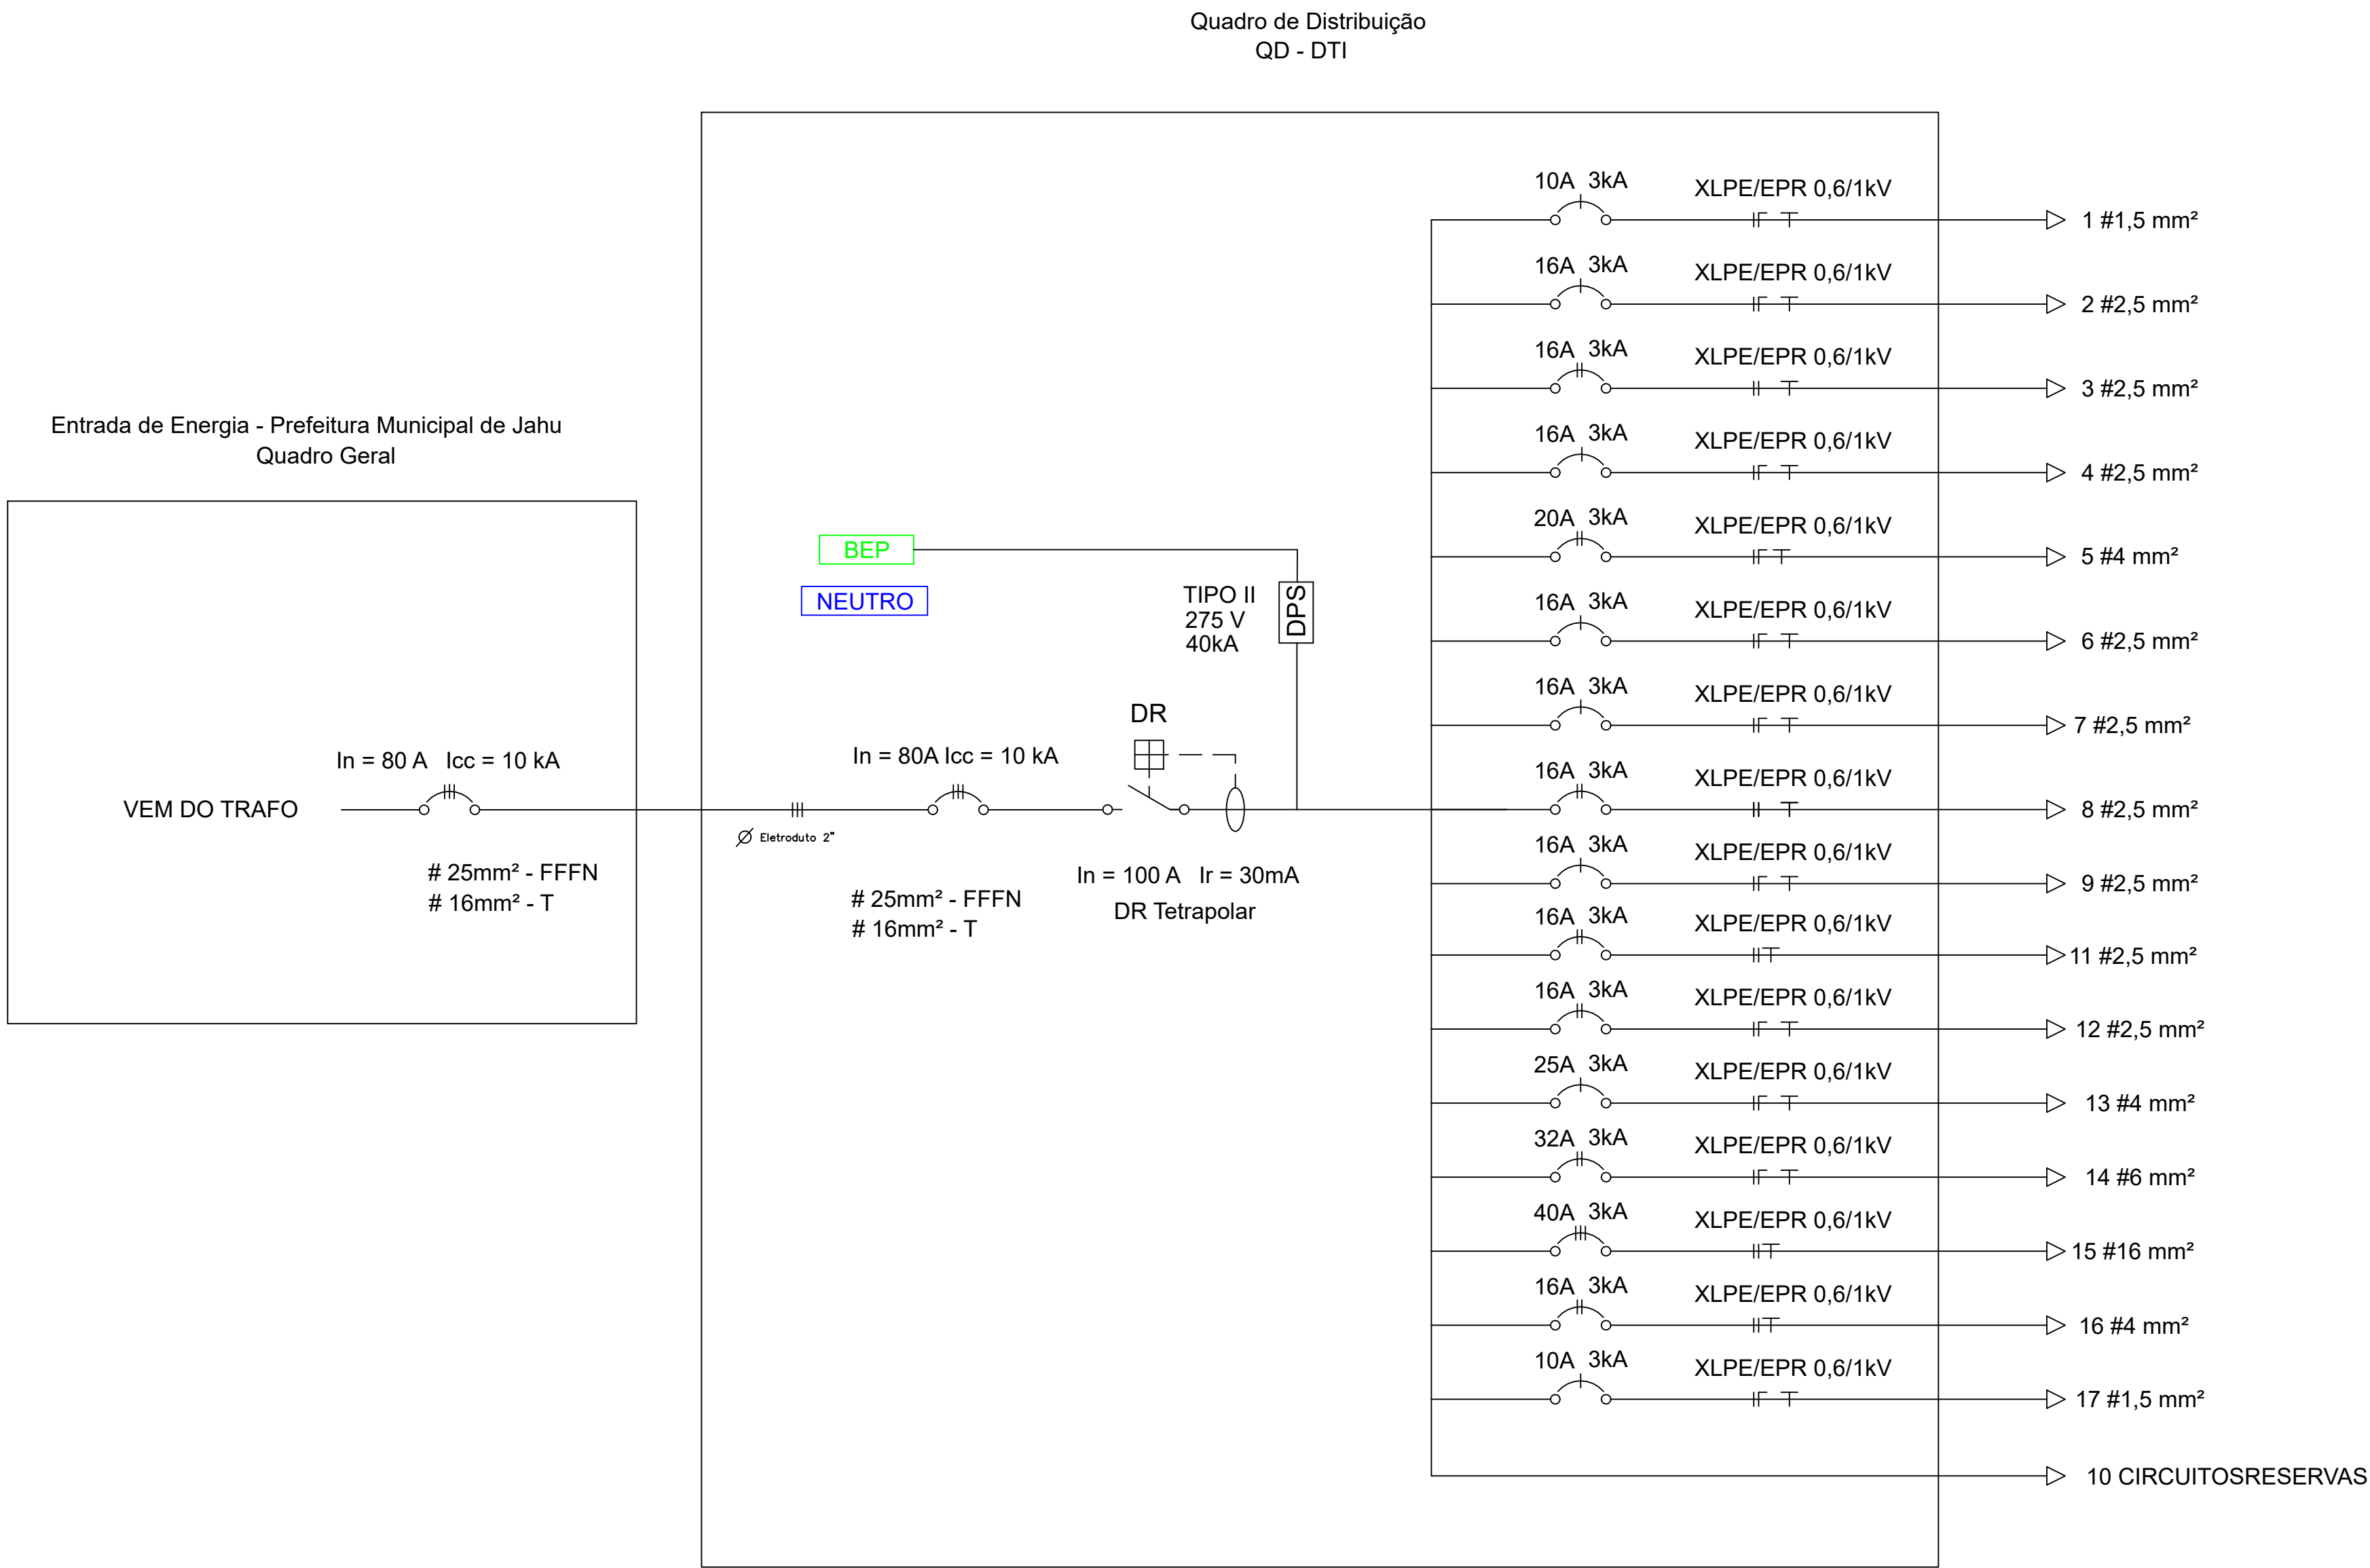 Quadro de Distribuição
QD - DTI
Entrada de Energia - Prefeitura Municipal de Jahu
Quadro Geral
In = 80 A Icc = 10 kA
VEM DO TRAFO
# 25mm² - FFFN
# 16mm² - T
BEP
NEUTRO
TIPO II
275 V
40kA
DPS
DR
In = 80A Icc = 10 kA
Eletroduto 2"
# 25mm² - FFFN
# 16mm² - T
In = 100 A Ir = 30mA
DR Tetrapolar
10A 3kA XLPE/EPR 0,6/1kV 1 #1,5 mm²
16A 3kA XLPE/EPR 0,6/1kV 2 #2,5 mm²
16A 3kA XLPE/EPR 0,6/1kV 3 #2,5 mm²
16A 3kA XLPE/EPR 0,6/1kV 4 #2,5 mm²
20A 3kA XLPE/EPR 0,6/1kV 5 #4 mm²
16A 3kA XLPE/EPR 0,6/1kV 6 #2,5 mm²
16A 3kA XLPE/EPR 0,6/1kV 7 #2,5 mm²
16A 3kA XLPE/EPR 0,6/1kV 8 #2,5 mm²
16A 3kA XLPE/EPR 0,6/1kV 9 #2,5 mm²
16A 3kA XLPE/EPR 0,6/1kV 11 #2,5 mm²
16A 3kA XLPE/EPR 0,6/1kV 12 #2,5 mm²
25A 3kA XLPE/EPR 0,6/1kV 13 #4 mm²
32A 3kA XLPE/EPR 0,6/1kV 14 #6 mm²
40A 3kA XLPE/EPR 0,6/1kV 15 #16 mm²
16A 3kA XLPE/EPR 0,6/1kV 16 #4 mm²
10A 3kA XLPE/EPR 0,6/1kV 17 #1,5 mm²
10 CIRCUITOSRESERVAS